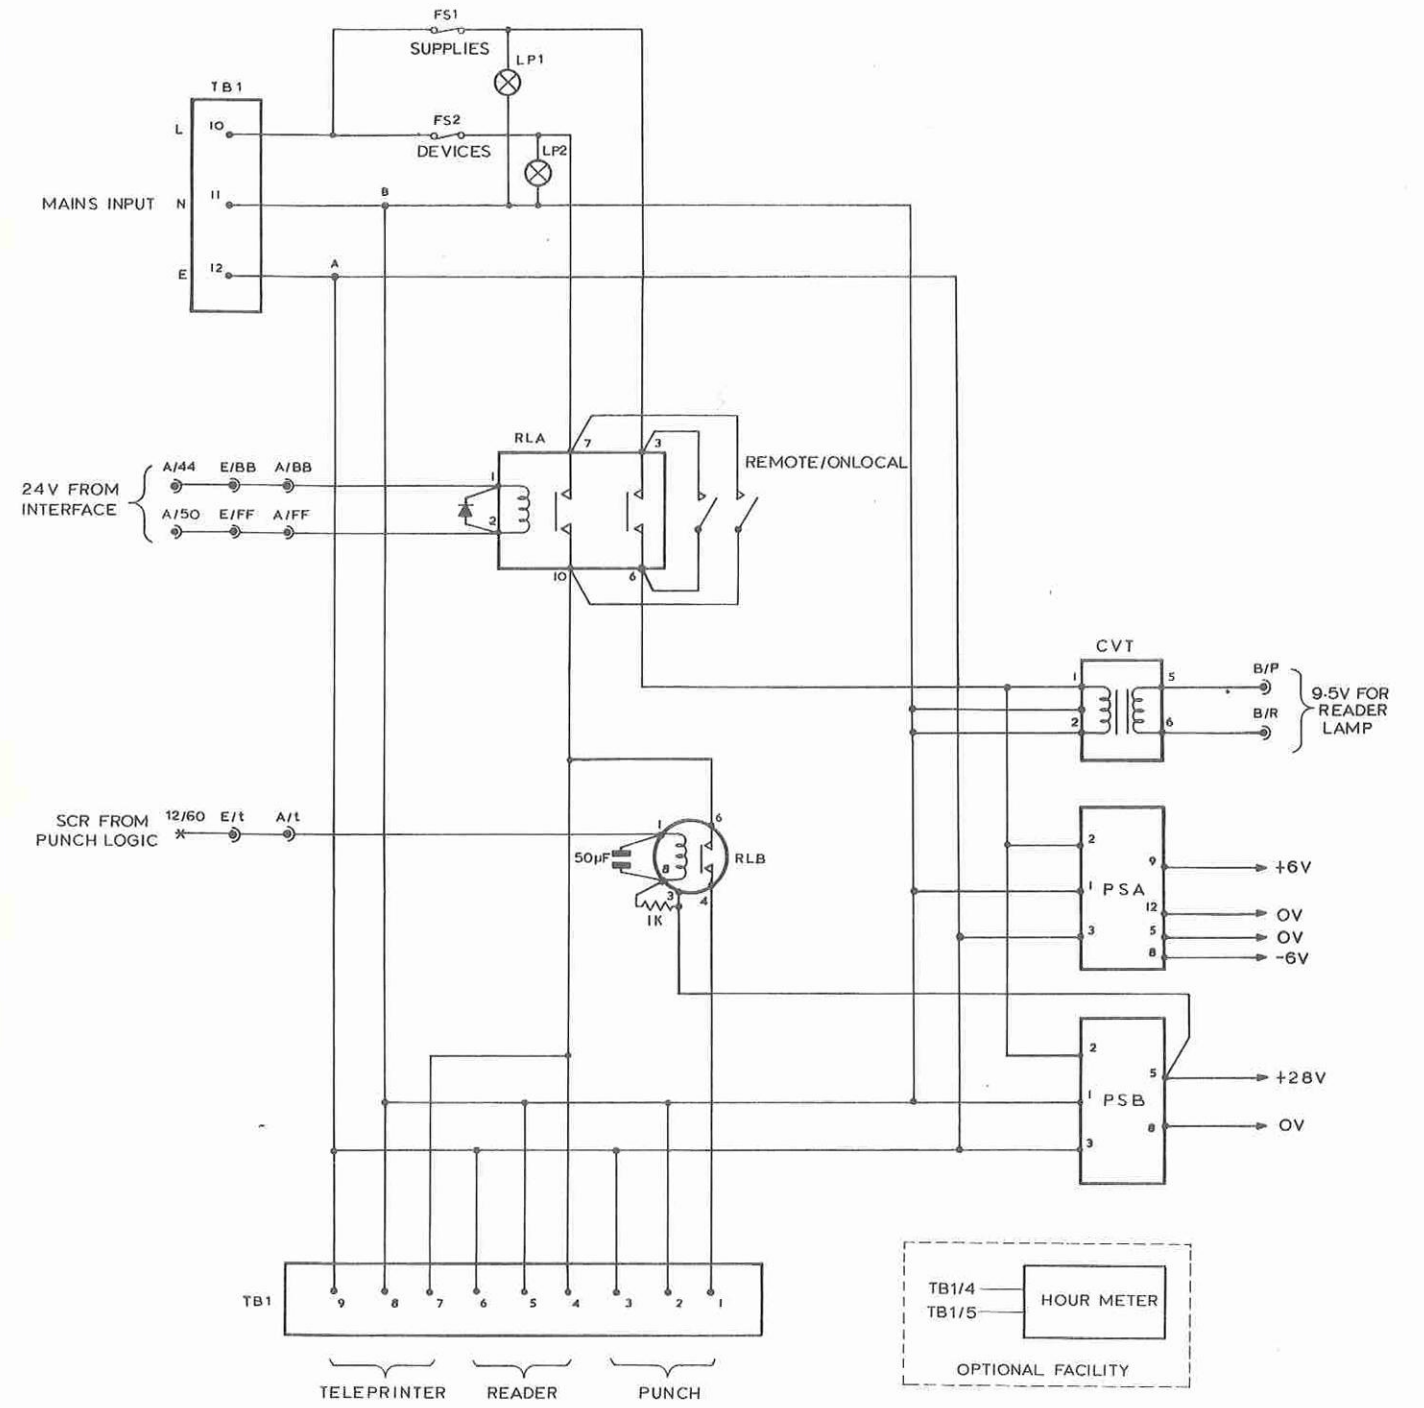 FS1
SUPPLIES
LP1
TB1
L 10
FS2
DEVICES
LP2
MAINS INPUT N 11
B
E 12
A
RLA
7
3
REMOTE/ONLOCAL
24V FROM
INTERFACE
A/44 E/BB A/BB
1
A/50 E/FF A/FF
2
10
6
CVT
1
5
B/P
2
6
B/R
9·5V FOR
READER
LAMP
SCR FROM
PUNCH LOGIC
12/60 E/t A/t
1
6
50µF
8
RLB
3
4
1K
2
9
+6V
1
PSA
12
0V
3
5
0V
8
-6V
2
5
+28V
1
PSB
8
0V
3
TB1
9 8 7 6 5 4 3 2 1
TELEPRINTER READER PUNCH
TB1/4
TB1/5
HOUR METER
OPTIONAL FACILITY